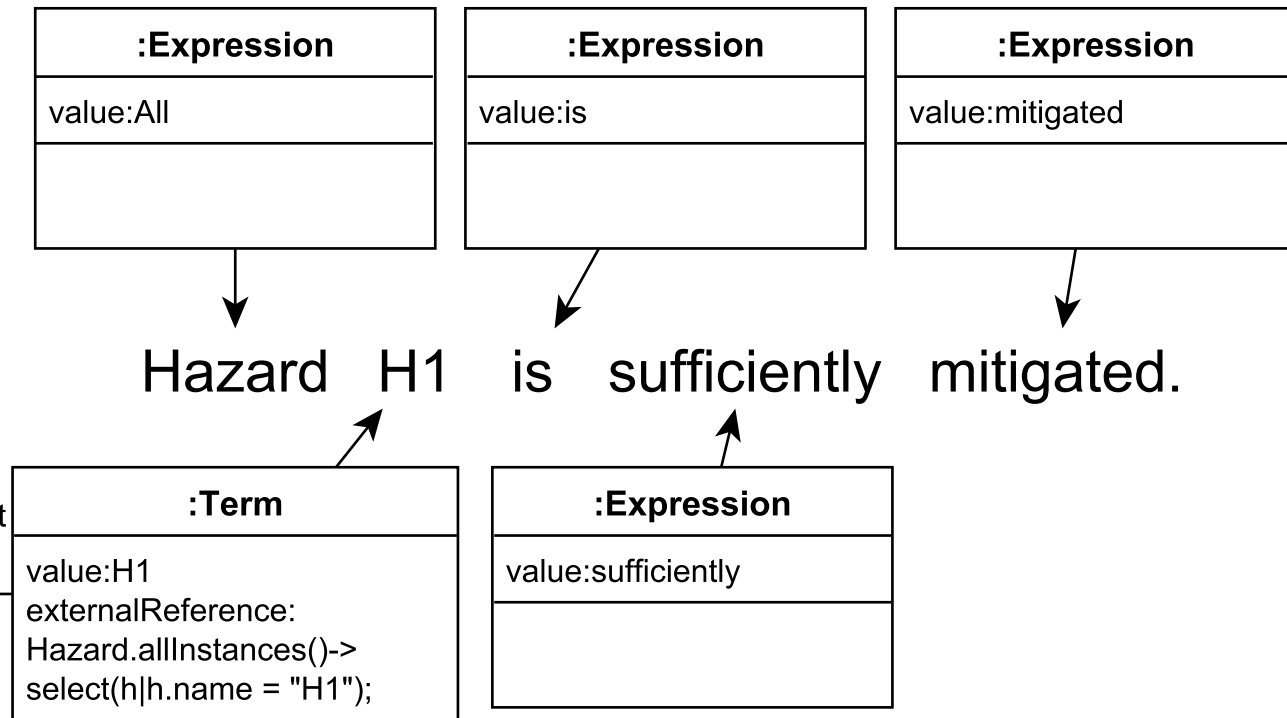 :Expression
value:All
:Expression
value:is
:Expression
value:mitigated
Hazard H1 is sufficiently mitigated.
t
:Term
value:H1
externalReference:
Hazard.allInstances()->
select(h|h.name = "H1");
:Expression
value:sufficiently